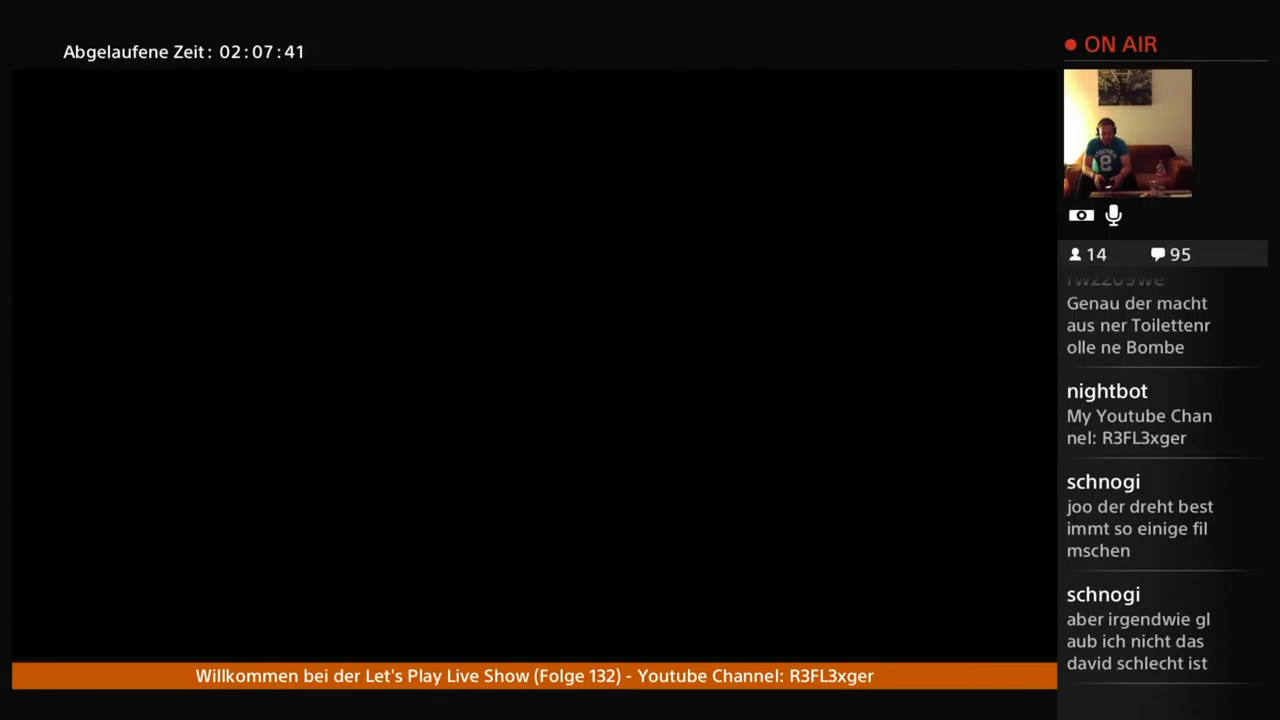 Abgelaufene Zeit: 02:07:41
ON AIR
14 95
Genau der macht
aus ner Toilettenr
olle ne Bombe
nightbot
My Youtube Chan
nel: R3FL3xger
schnogi
joo der dreht best
immt so einige fil
mschen
schnogi
aber irgendwie gl
aub ich nicht das
david schlecht ist
Willkommen bei der Let's Play Live Show (Folge 132) - Youtube Channel: R3FL3xger